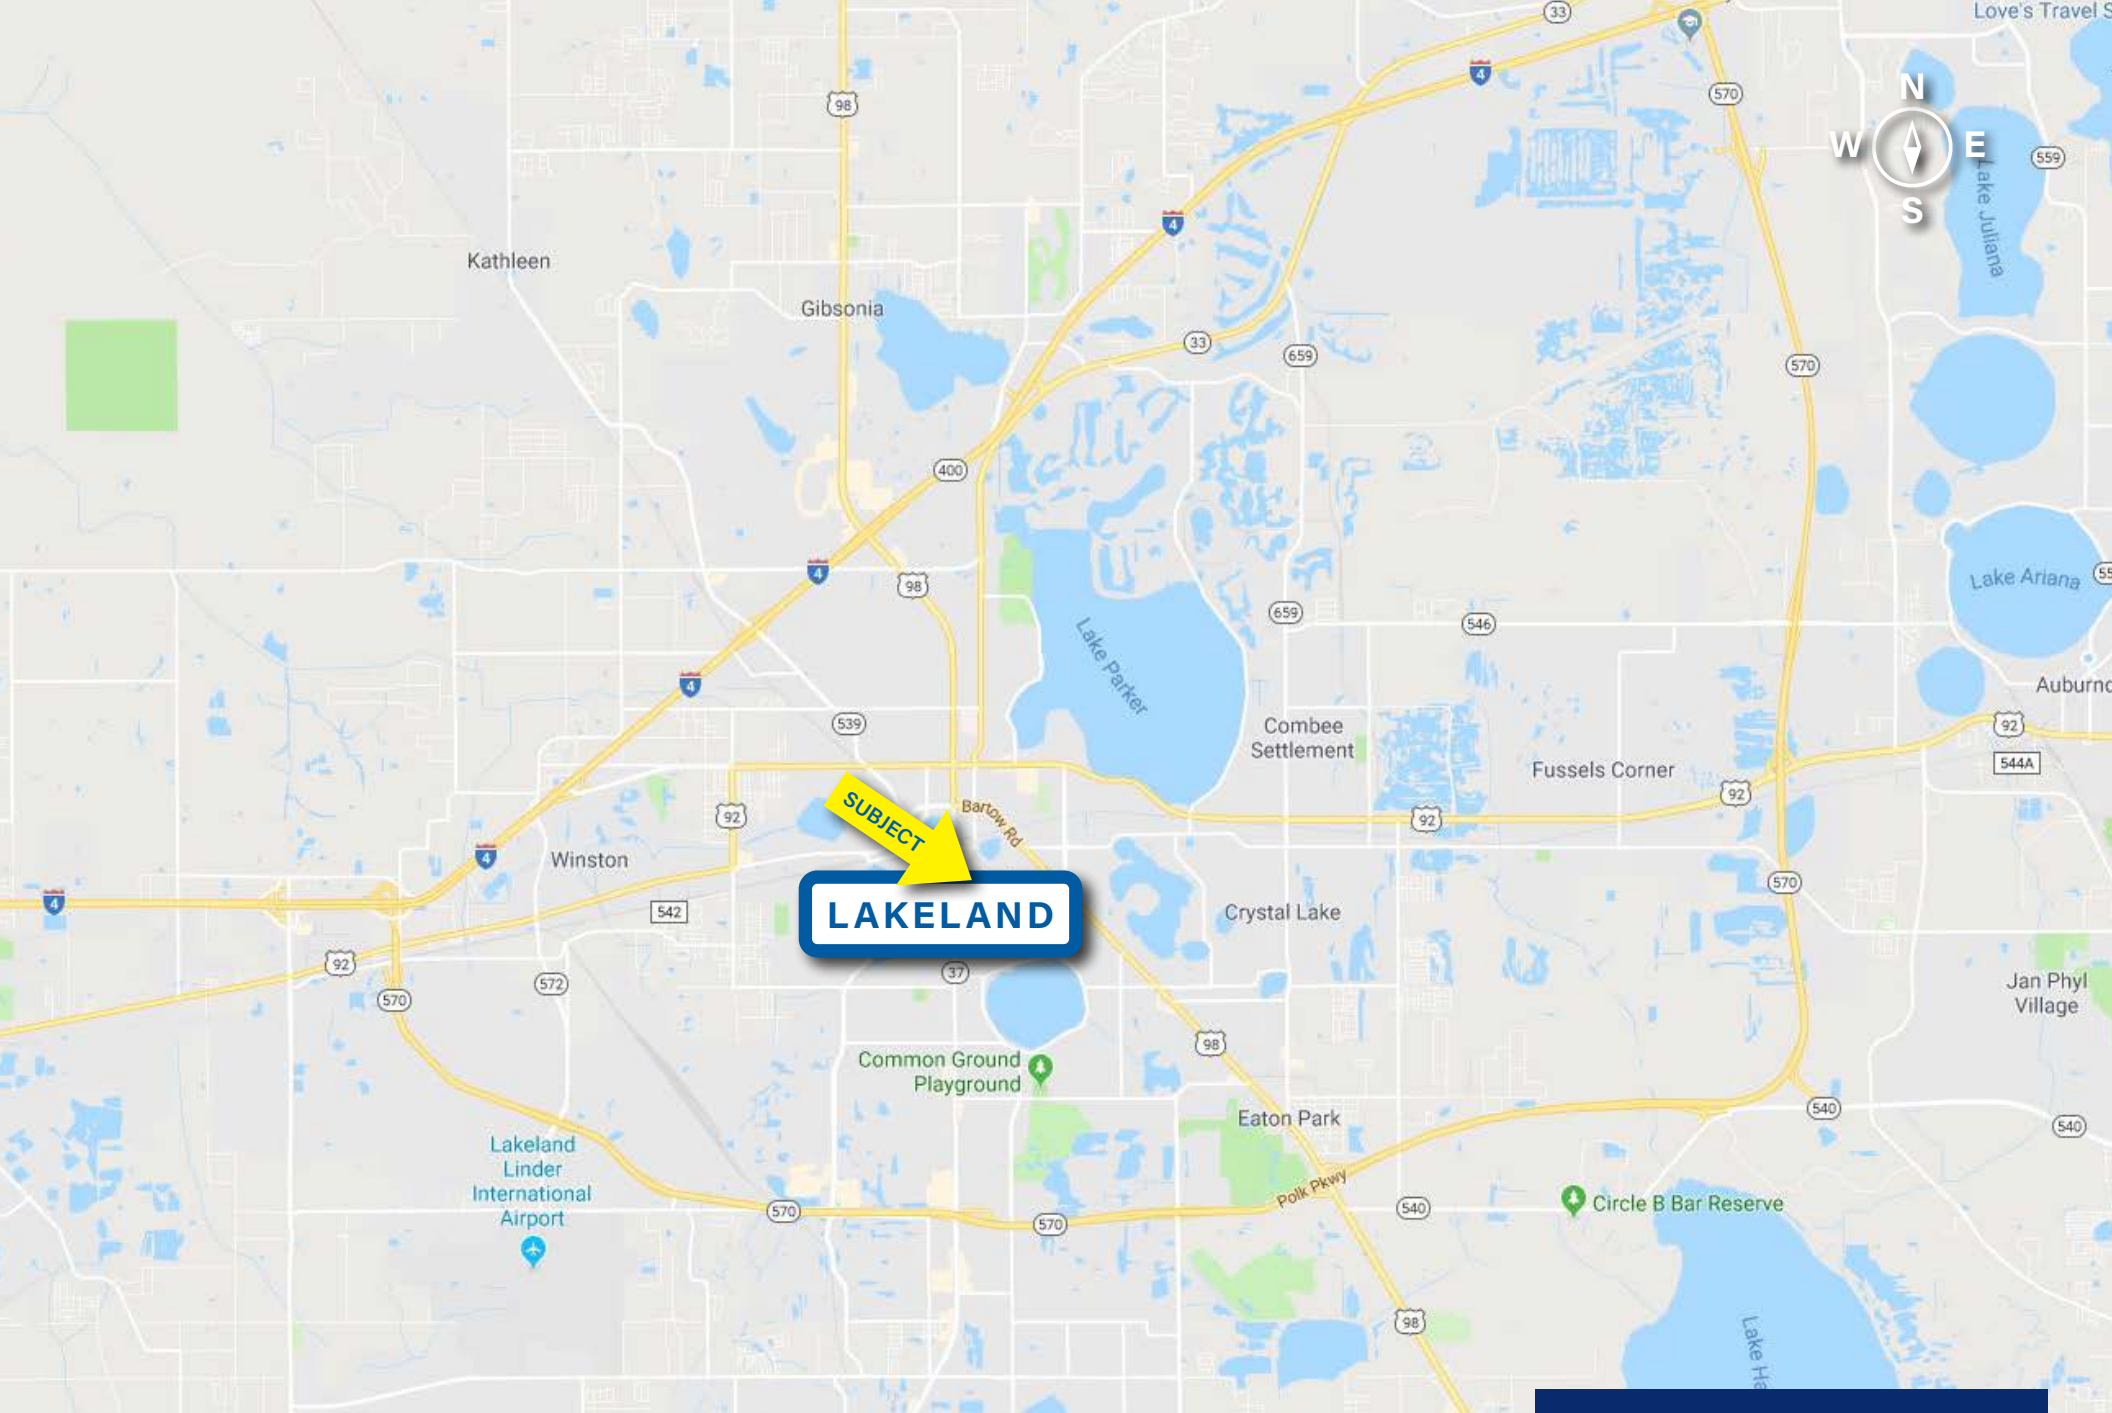 33
Love's Travel S
4
570
N
98
W
E
559
S
Lake Juliana
4
Kathleen
Gibsonia
33
659
570
400
4
98
Lake Ariana
55
659
546
Lake Parker
4
Auburnd
539
Combee
Settlement
92
544A
Fussels Corner
92
SUBJECT
Bartow Rd
92
92
4
Winston
570
4
542
LAKELAND
Crystal Lake
92
37
572
570
Jan Phyl
Village
98
Common Ground
Playground
Eaton Park
540
540
Lakeland
Linder
International
Airport
Polk Pkwy
570
570
540
Circle B Bar Reserve
98
Lake Ha